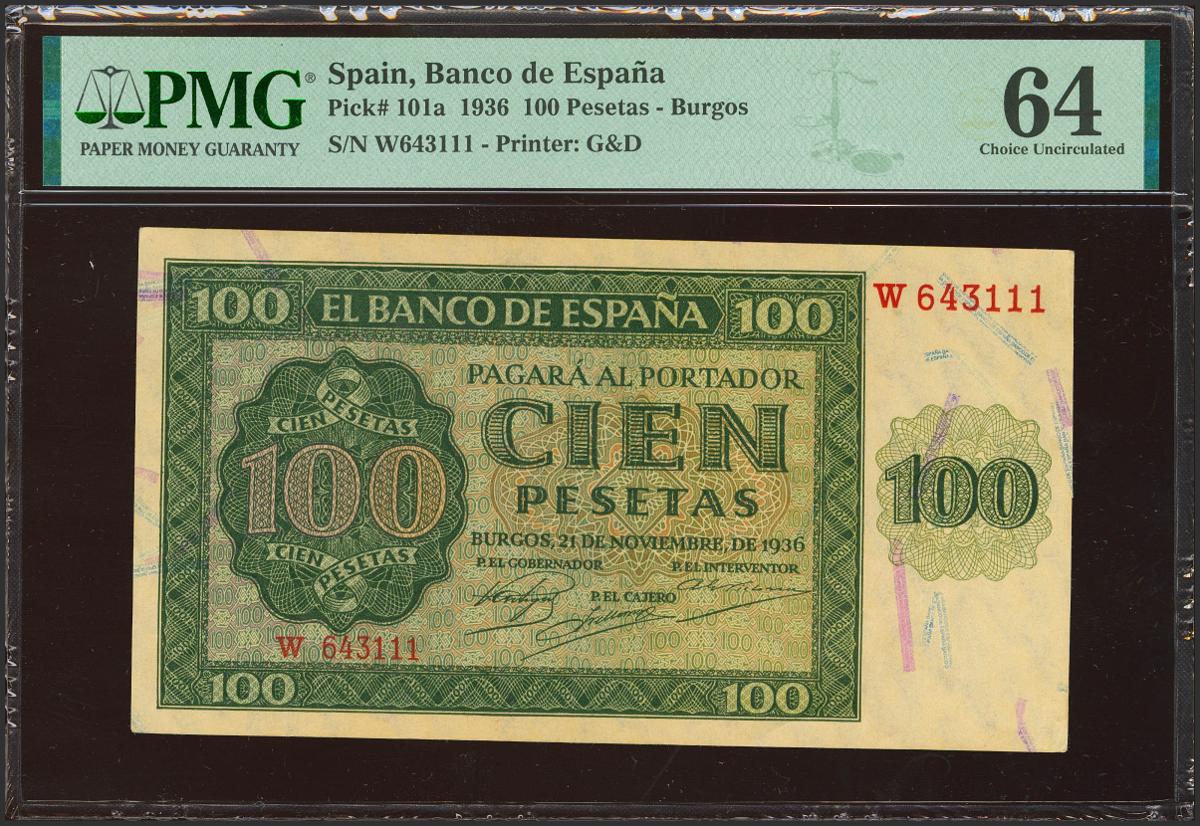 PMG®
PAPER MONEY GUARANTY
Spain, Banco de España
Pick# 101a 1936 100 Pesetas - Burgos
S/N W643111 - Printer: G&D
64
Choice Uncirculated
100 EL BANCO DE ESPAÑA 100
W 643111
PAGARÁ AL PORTADOR
CIEN
PESETAS
BURGOS, 21 DE NOVIEMBRE, DE 1936
P. EL GOBERNADOR P. EL INTERVENTOR
P. EL CAJERO
PESETAS
CIEN PESETAS
100
CIEN PESETAS
PESETAS
W 643111
100 100
100